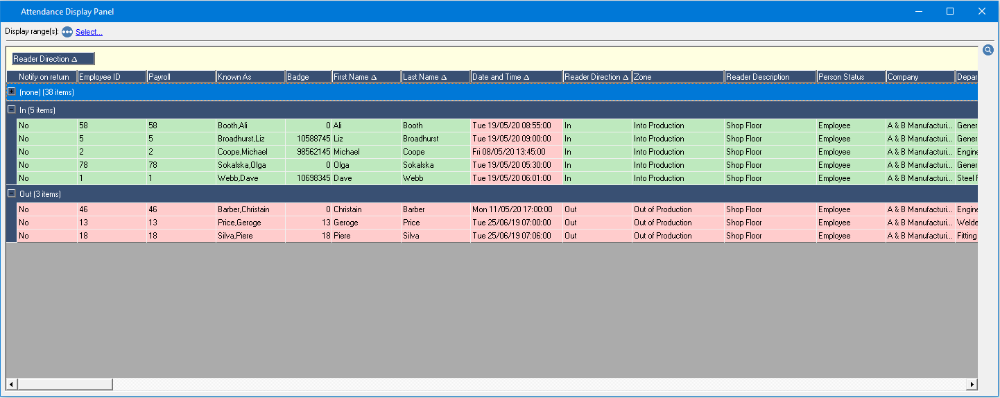 Attendance Display Panel
Display range(s): Select...
Reader Direction Δ
Notify on return Employee ID Payroll Known As Badge First Name Δ Last Name Δ Date and Time Δ Reader Direction Δ Zone Reader Description Person Status Company Depar
(none) (38 items)
In (5 items)
No 58 58 Booth,Ali 0 Ali Booth Tue 19/05/20 08:55:00 In Into Production Shop Floor Employee A & B Manufacturi... Gener
No 5 5 Broadhurst,Liz 10588745 Liz Broadhurst Tue 19/05/20 09:00:00 In Into Production Shop Floor Employee A & B Manufacturi... Gener
No 2 2 Coope,Michael 98562145 Michael Coope Fri 08/05/20 13:45:00 In Into Production Shop Floor Employee A & B Manufacturi... Engine
No 78 78 Sokalska,Olga 0 Olga Sokalska Tue 19/05/20 05:30:00 In Into Production Shop Floor Employee A & B Manufacturi... Gener
No 1 1 Webb,Dave 10698345 Dave Webb Tue 19/05/20 06:01:00 In Into Production Shop Floor Employee A & B Manufacturi... Steel F
Out (3 items)
No 46 46 Barber,Christain 0 Christain Barber Mon 11/05/20 17:00:00 Out Out of Production Shop Floor Employee A & B Manufacturi... Engine
No 13 13 Price,Geroge 13 Geroge Price Tue 25/06/19 07:00:00 Out Out of Production Shop Floor Employee A & B Manufacturi... Welde
No 18 18 Silva,Piere 18 Piere Silva Tue 25/06/19 07:06:00 Out Out of Production Shop Floor Employee A & B Manufacturi... Fitting